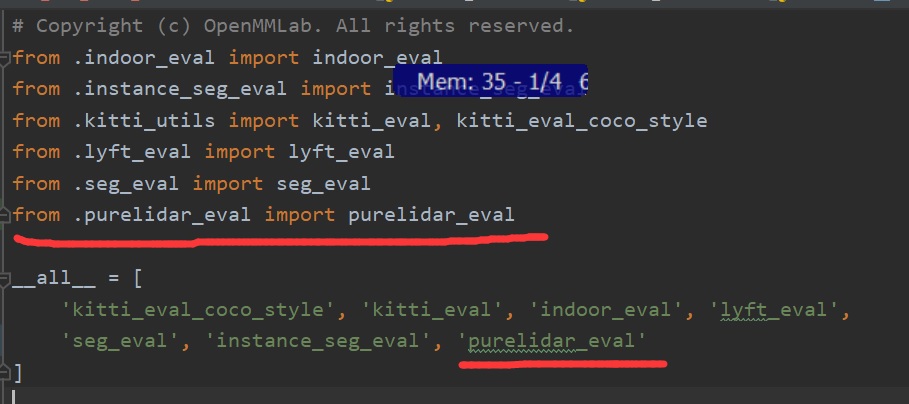 # Copyright (c) OpenMMLab. All rights reserved.
from .indoor_eval import indoor_eval
from .instance_seg_eval import instance_seg_eval
Mem: 35 - 1/4 6
from .kitti_utils import kitti_eval, kitti_eval_coco_style
from .lyft_eval import lyft_eval
from .seg_eval import seg_eval
from .purelidar_eval import purelidar_eval
__all__ = [
'kitti_eval_coco_style', 'kitti_eval', 'indoor_eval', 'lyft_eval',
'seg_eval', 'instance_seg_eval', 'purelidar_eval'
]